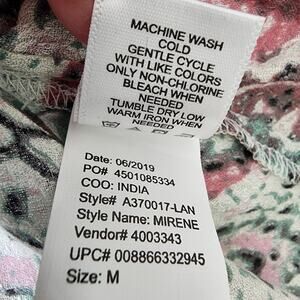 MACHINE WASH
COLD
GENTLE CYCLE
WITH LIKE COLORS
ONLY NON-CHLORINE
BLEACH WHEN
NEEDED
TUMBLE DRY LOW
WARM IRON WHEN
NEEDED
Date: 06/2019
PO# 4501085334
COO: INDIA
Style# A370017-LAN
Style Name: MIRENE
Vendor# 4003343
UPC# 008866332945
Size: M